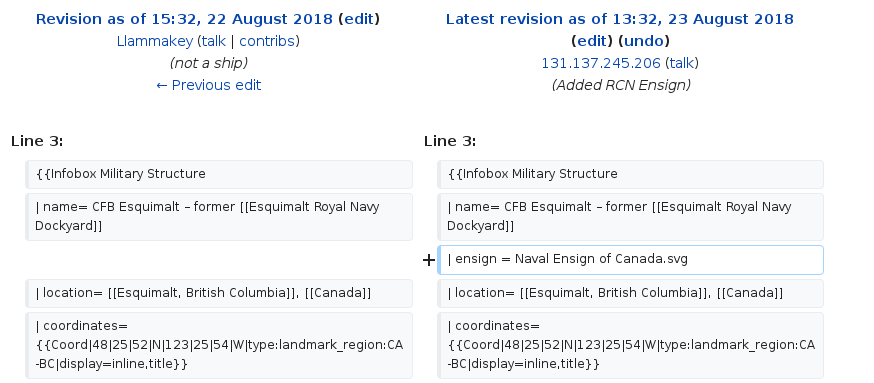 Revision as of 15:32, 22 August 2018 (edit)
Llammakey (talk | contribs)
(not a ship)
← Previous edit
Latest revision as of 13:32, 23 August 2018
(edit) (undo)
131.137.245.206 (talk)
(Added RCN Ensign)
Line 3:
Line 3:
{{Infobox Military Structure
{{Infobox Military Structure
| name= CFB Esquimalt – former [[Esquimalt Royal Navy
Dockyard]]
| name= CFB Esquimalt – former [[Esquimalt Royal Navy
Dockyard]]
+ | ensign = Naval Ensign of Canada.svg
| location= [[Esquimalt, British Columbia]], [[Canada]]
| location= [[Esquimalt, British Columbia]], [[Canada]]
| coordinates=
{{Coord|48|25|52|N|123|25|54|W|type:landmark_region:CA
-BC|display=inline,title}}
| coordinates=
{{Coord|48|25|52|N|123|25|54|W|type:landmark_region:CA
-BC|display=inline,title}}